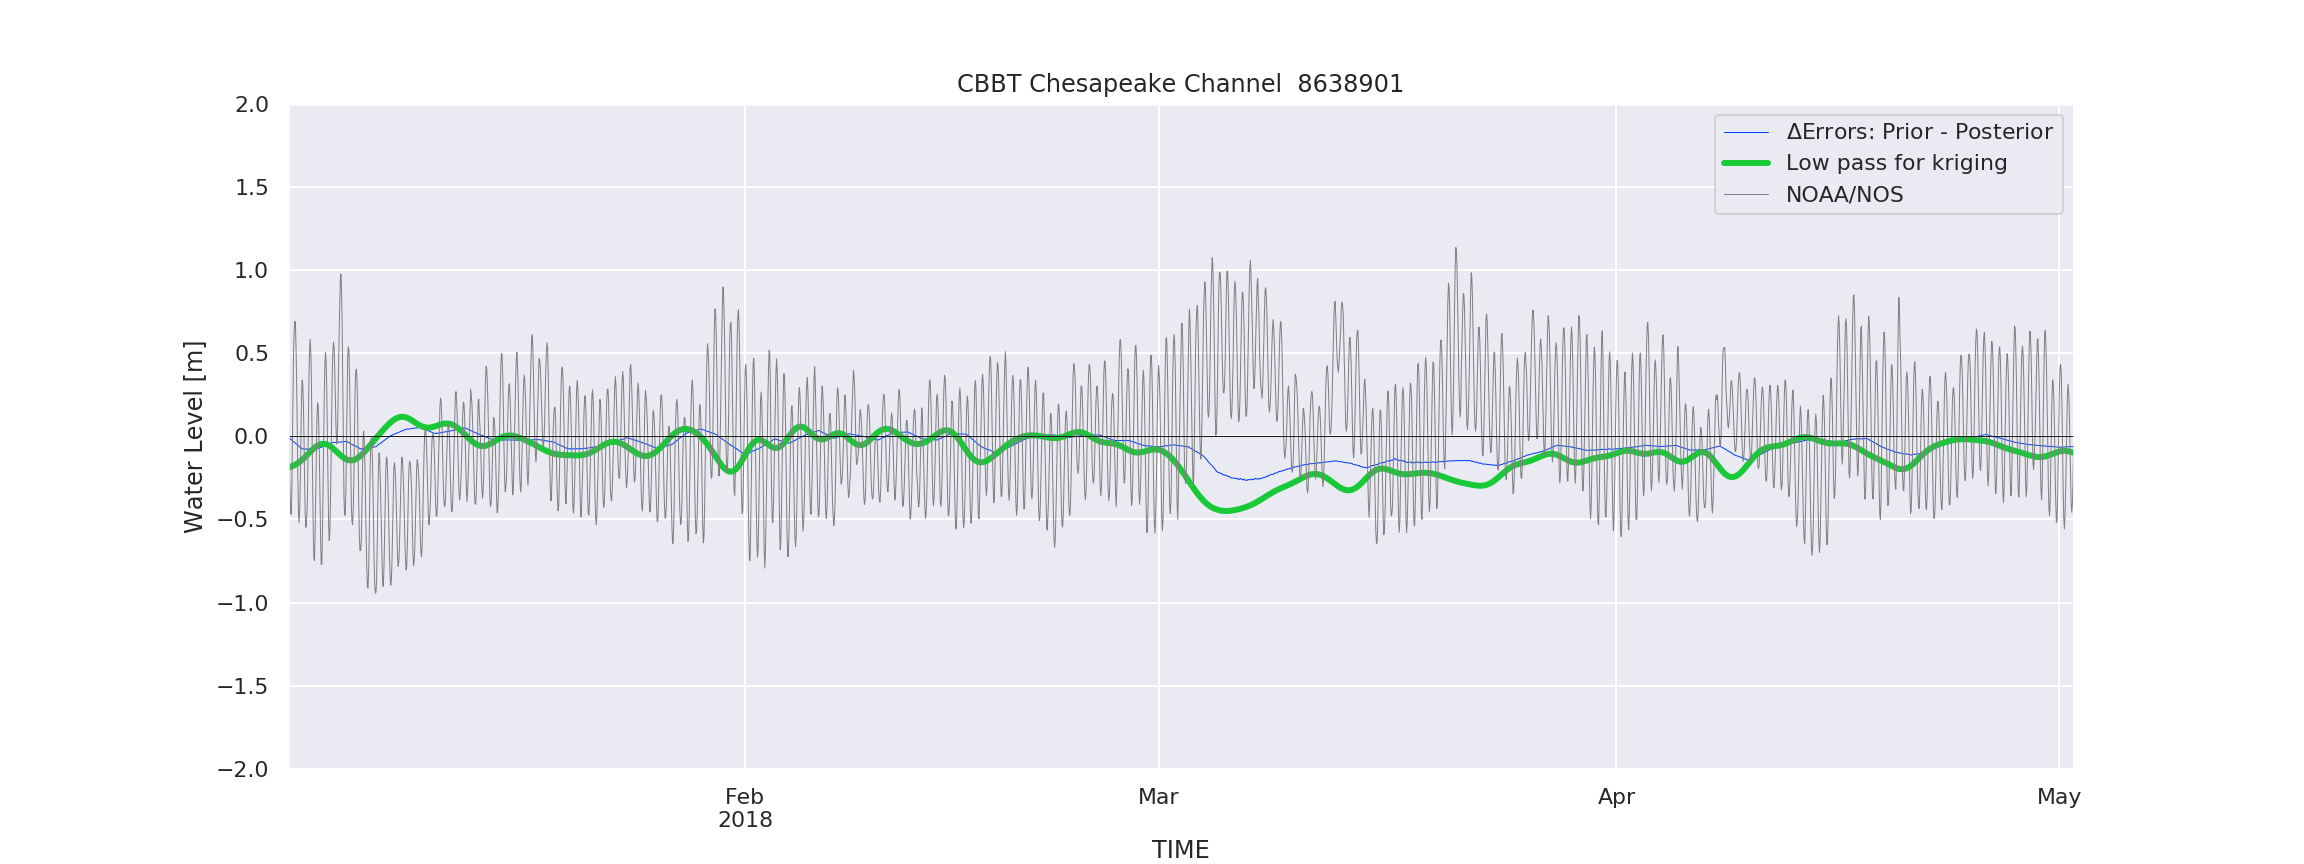 CBBT Chesapeake Channel  8638901
2.0
1.5
1.0
0.5
0.0
−0.5
−1.0
−1.5
−2.0
Water Level [m]
ΔErrors: Prior - Posterior
Low pass for kriging
NOAA/NOS
Feb
2018
Mar
Apr
May
TIME